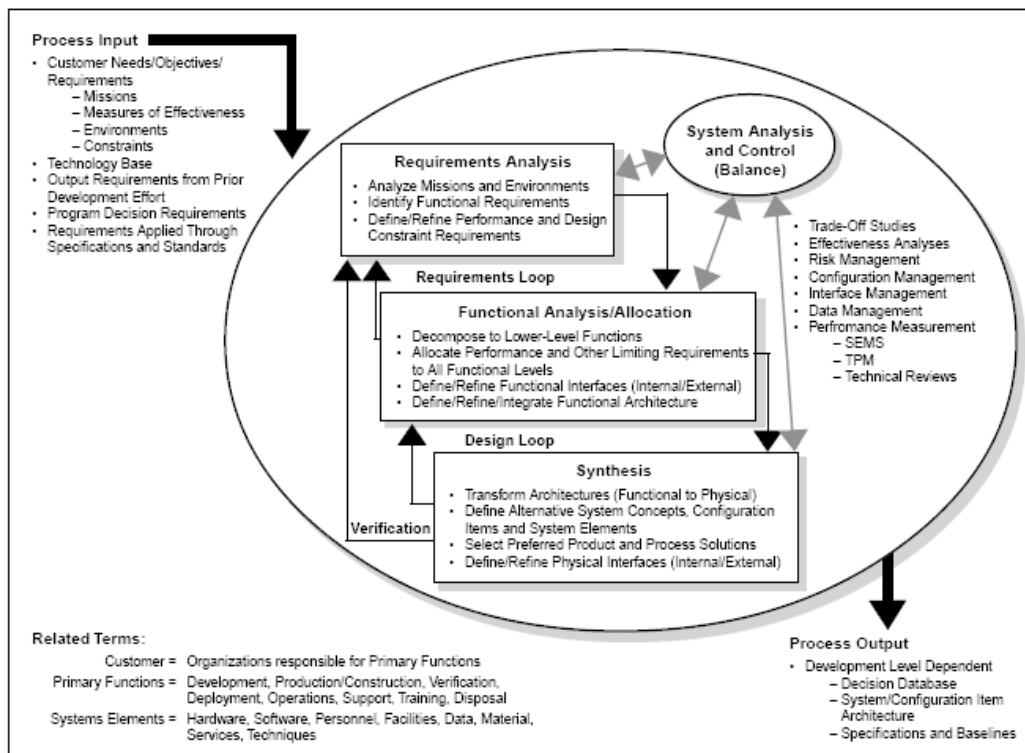 Process Input
• Customer Needs/Objectives/
Requirements
– Missions
– Measures of Effectiveness
– Environments
– Constraints
• Technology Base
• Output Requirements from Prior
Development Effort
• Program Decision Requirements
• Requirements Applied Through
Specifications and Standards
System Analysis
and Control
(Balance)
Requirements Analysis
• Analyze Missions and Environments
• Identify Functional Requirements
• Define/Refine Performance and Design
Constraint Requirements
• Trade-Off Studies
• Effectiveness Analyses
• Risk Management
• Configuration Management
• Interface Management
• Data Management
• Perfromance Measurement
– SEMS
– TPM
– Technical Reviews
Requirements Loop
Functional Analysis/Allocation
• Decompose to Lower-Level Functions
• Allocate Performance and Other Limiting Requirements
to All Functional Levels
• Define/Refine Functional Interfaces (Internal/External)
• Define/Refine/Integrate Functional Architecture
Design Loop
Synthesis
• Transform Architectures (Functional to Physical)
• Define Alternative System Concepts, Configuration
Items and System Elements
• Select Preferred Product and Process Solutions
• Define/Refine Physical Interfaces (Internal/External)
Verification
Related Terms:
Customer = Organizations responsible for Primary Functions
Primary Functions = Development, Production/Construction, Verification,
Deployment, Operations, Support, Training, Disposal
Systems Elements = Hardware, Software, Personnel, Facilities, Data, Material,
Services, Techniques
Process Output
• Development Level Dependent
– Decision Database
– System/Configuration Item
Architecture
– Specifications and Baselines